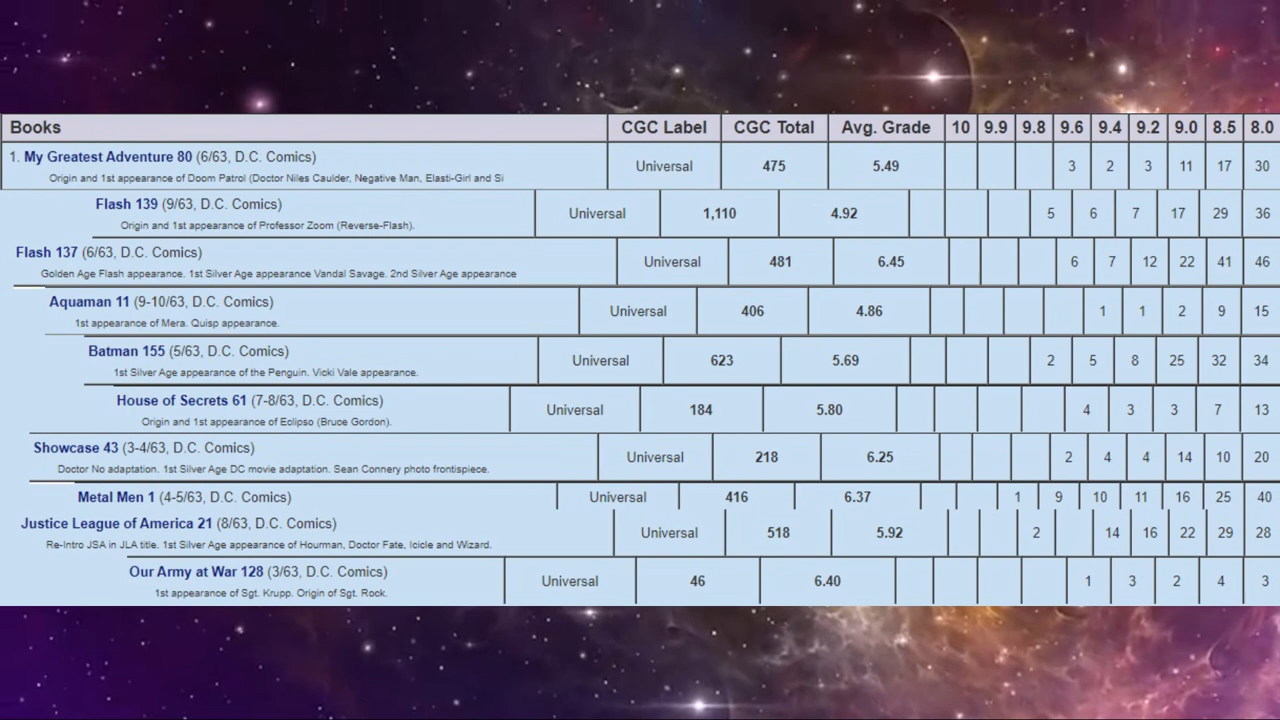 Books CGC Label CGC Total Avg. Grade 10 9.9 9.8 9.6 9.4 9.2 9.0 8.5 8.0
1. My Greatest Adventure 80 (6/63, D.C. Comics) Universal 475 5.49 3 2 3 11 17 30
Origin and 1st appearance of Doom Patrol (Doctor Niles Caulder, Negative Man, Elasti-Girl and Si
Flash 139 (9/63, D.C. Comics) Universal 1,110 4.92 5 6 7 17 29 36
Origin and 1st appearance of Professor Zoom (Reverse-Flash).
Flash 137 (6/63, D.C. Comics) Universal 481 6.45 6 7 12 22 41 46
Golden Age Flash appearance. 1st Silver Age appearance Vandal Savage. 2nd Silver Age appearance
Aquaman 11 (9-10/63, D.C. Comics) Universal 406 4.86 1 1 2 9 15
1st appearance of Mera. Quisp appearance.
Batman 155 (5/63, D.C. Comics) Universal 623 5.69 2 5 8 25 32 34
1st Silver Age appearance of the Penguin. Vicki Vale appearance.
House of Secrets 61 (7-8/63, D.C. Comics) Universal 184 5.80 4 3 3 7 13
Origin and 1st appearance of Eclipso (Bruce Gordon).
Showcase 43 (3-4/63, D.C. Comics) Universal 218 6.25 2 4 4 14 10 20
Doctor No adaptation. 1st Silver Age DC movie adaptation. Sean Connery photo frontispiece.
Metal Men 1 (4-5/63, D.C. Comics) Universal 416 6.37 1 9 10 11 16 25 40
Justice League of America 21 (8/63, D.C. Comics) Universal 518 5.92 2 14 16 22 29 28
Re-Intro JSA in JLA title. 1st Silver Age appearance of Hourman, Doctor Fate, Icicle and Wizard.
Our Army at War 128 (3/63, D.C. Comics) Universal 46 6.40 1 3 2 4 3
1st appearance of Sgt. Krupp. Origin of Sgt. Rock.